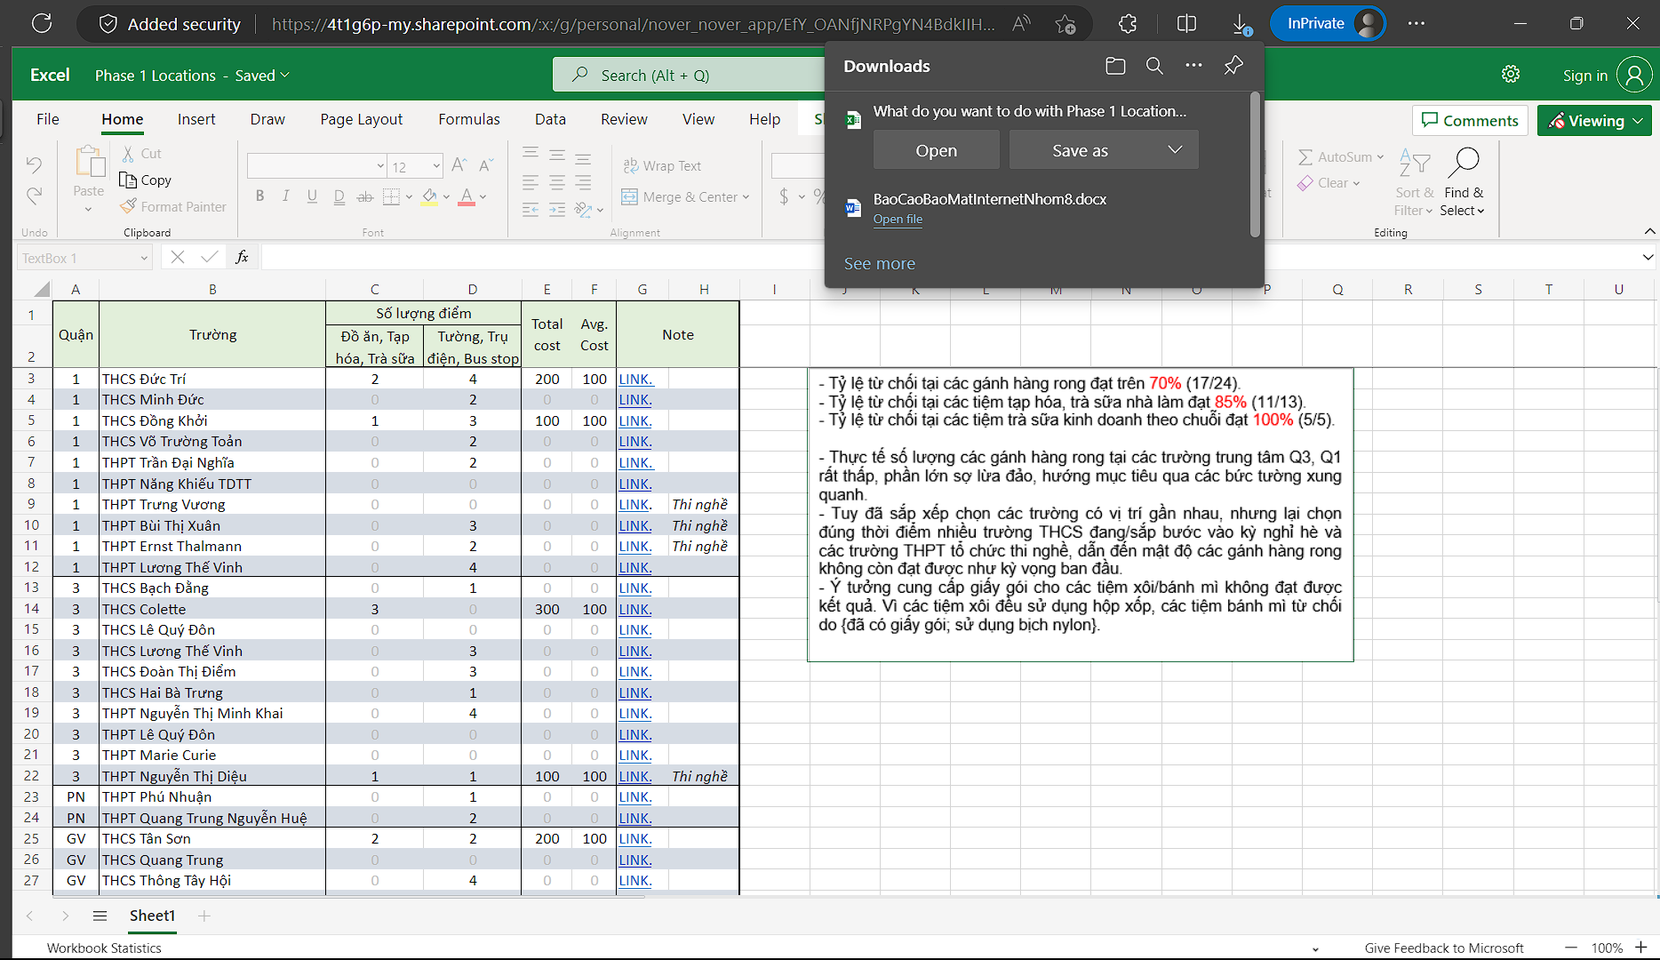 Added security
https://4t1g6p-my.sharepoint.com/:x:/g/personal/nover_nover_app/EfY_OANfjNRPgYN4BdkIIH...
InPrivate
Excel
Phase 1 Locations - Saved
Search (Alt + Q)
Sign in
Downloads
What do you want to do with Phase 1 Location...
Open
Save as
BaoCaoBaoMatInternetNhom8.docx
Open file
See more
File Home Insert Draw Page Layout Formulas Data Review View Help
Comments
Viewing
Paste
Cut
Copy
Format Painter
12
B I U D ab
Wrap Text
Merge & Center
$ %
AutoSum
Clear
Sort & Filter
Find & Select
Undo Clipboard Font Alignment Editing
TextBox 1
fx
A B C D E F G H I J K L M N O P Q R S T U
1 Quận Trường Số lượng điểm Total cost Avg. Cost Note
2 Đồ ăn, Tạp hóa, Trà sữa Tường, Trụ điện, Bus stop
3 1 THCS Đức Trí 2 4 200 100 LINK.
4 1 THCS Minh Đức 0 2 0 0 LINK.
5 1 THCS Đồng Khởi 1 3 100 100 LINK.
6 1 THCS Võ Trường Toản 0 2 0 0 LINK.
7 1 THPT Trần Đại Nghĩa 0 2 0 0 LINK.
8 1 THPT Năng Khiếu TDTT 0 0 0 0 LINK.
9 1 THPT Trưng Vương 0 0 0 0 LINK. Thi nghề
10 1 THPT Bùi Thị Xuân 0 3 0 0 LINK. Thi nghề
11 1 THPT Ernst Thalmann 0 2 0 0 LINK. Thi nghề
12 1 THPT Lương Thế Vinh 0 4 0 0 LINK.
13 3 THCS Bạch Đằng 0 1 0 0 LINK.
14 3 THCS Colette 3 0 300 100 LINK.
15 3 THCS Lê Quý Đôn 0 0 0 0 LINK.
16 3 THCS Lương Thế Vinh 0 3 0 0 LINK.
17 3 THCS Đoàn Thị Điểm 0 3 0 0 LINK.
18 3 THCS Hai Bà Trưng 0 1 0 0 LINK.
19 3 THPT Nguyễn Thị Minh Khai 0 4 0 0 LINK.
20 3 THPT Lê Quý Đôn 0 0 0 0 LINK.
21 3 THPT Marie Curie 0 0 0 0 LINK.
22 3 THPT Nguyễn Thị Diệu 1 1 100 100 LINK. Thi nghề
23 PN THPT Phú Nhuận 0 1 0 0 LINK.
24 PN THPT Quang Trung Nguyễn Huệ 0 2 0 0 LINK.
25 GV THCS Tân Sơn 2 2 200 100 LINK.
26 GV THCS Quang Trung 0 0 0 0 LINK.
27 GV THCS Thông Tây Hội 0 4 0 0 LINK.
- Tỷ lệ từ chối tại các gánh hàng rong đạt trên 70% (17/24).
- Tỷ lệ từ chối tại các tiệm tạp hóa, trà sữa nhà làm đạt 85% (11/13).
- Tỷ lệ từ chối tại các tiệm trà sữa kinh doanh theo chuỗi đạt 100% (5/5).
- Thực tế số lượng các gánh hàng rong tại các trường trung tâm Q3, Q1
rất thấp, phần lớn sợ lừa đảo, hướng mục tiêu qua các bức tường xung
quanh.
- Tuy đã sắp xếp chọn các trường có vị trí gần nhau, nhưng lại chọn
đúng thời điểm nhiều trường THCS đang/sắp bước vào kỳ nghỉ hè và
các trường THPT tổ chức thi nghề, dẫn đến mật độ các gánh hàng rong
không còn đạt được như kỳ vọng ban đầu.
- Ý tưởng cung cấp giấy gói cho các tiệm xôi/bánh mì không đạt được
kết quả. Vì các tiệm xôi đều sử dụng hộp xốp, các tiệm bánh mì từ chối
do {đã có giấy gói; sử dụng bịch nylon}.
Sheet1
Workbook Statistics
Give Feedback to Microsoft
100%